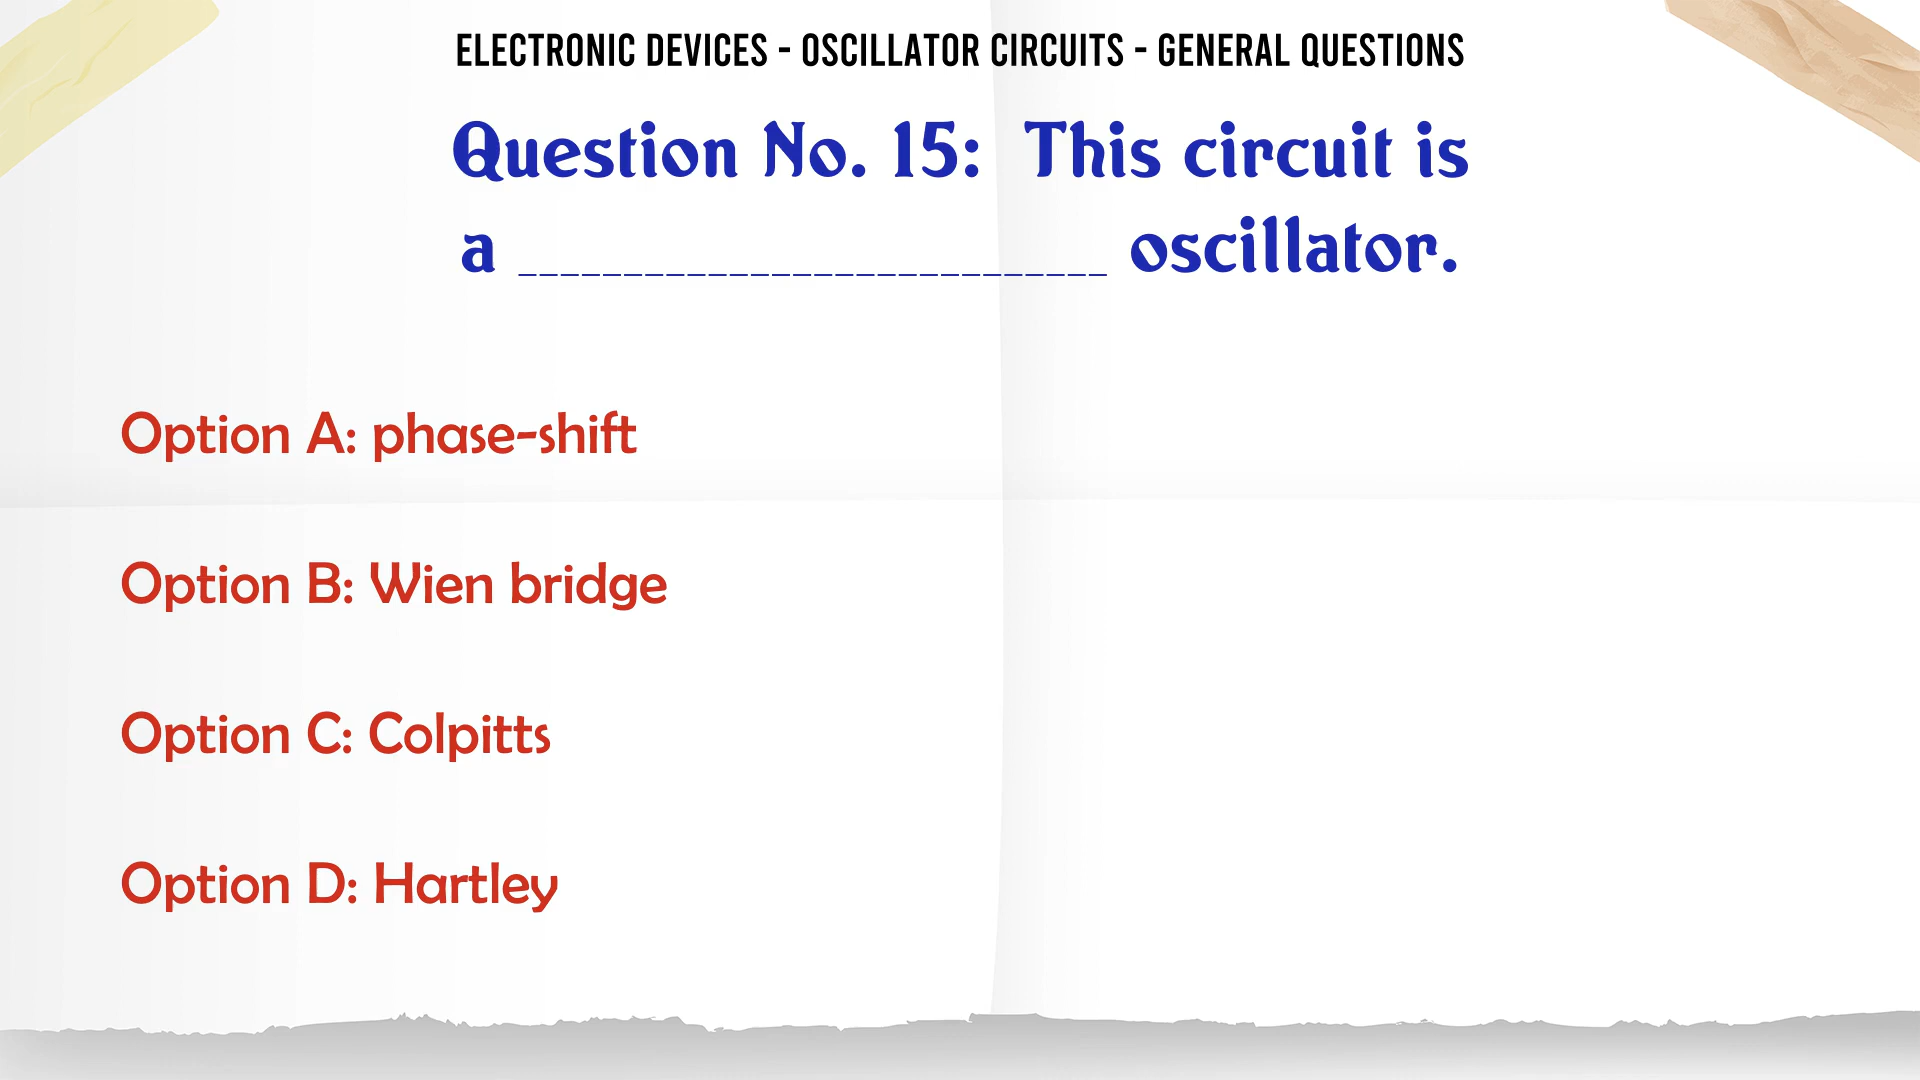 ELECTRONIC DEVICES - OSCILLATOR CIRCUITS - GENERAL QUESTIONS
Question No. 15: This circuit is
a ____________________________ oscillator.
Option A: phase-shift
Option B: Wien bridge
Option C: Colpitts
Option D: Hartley